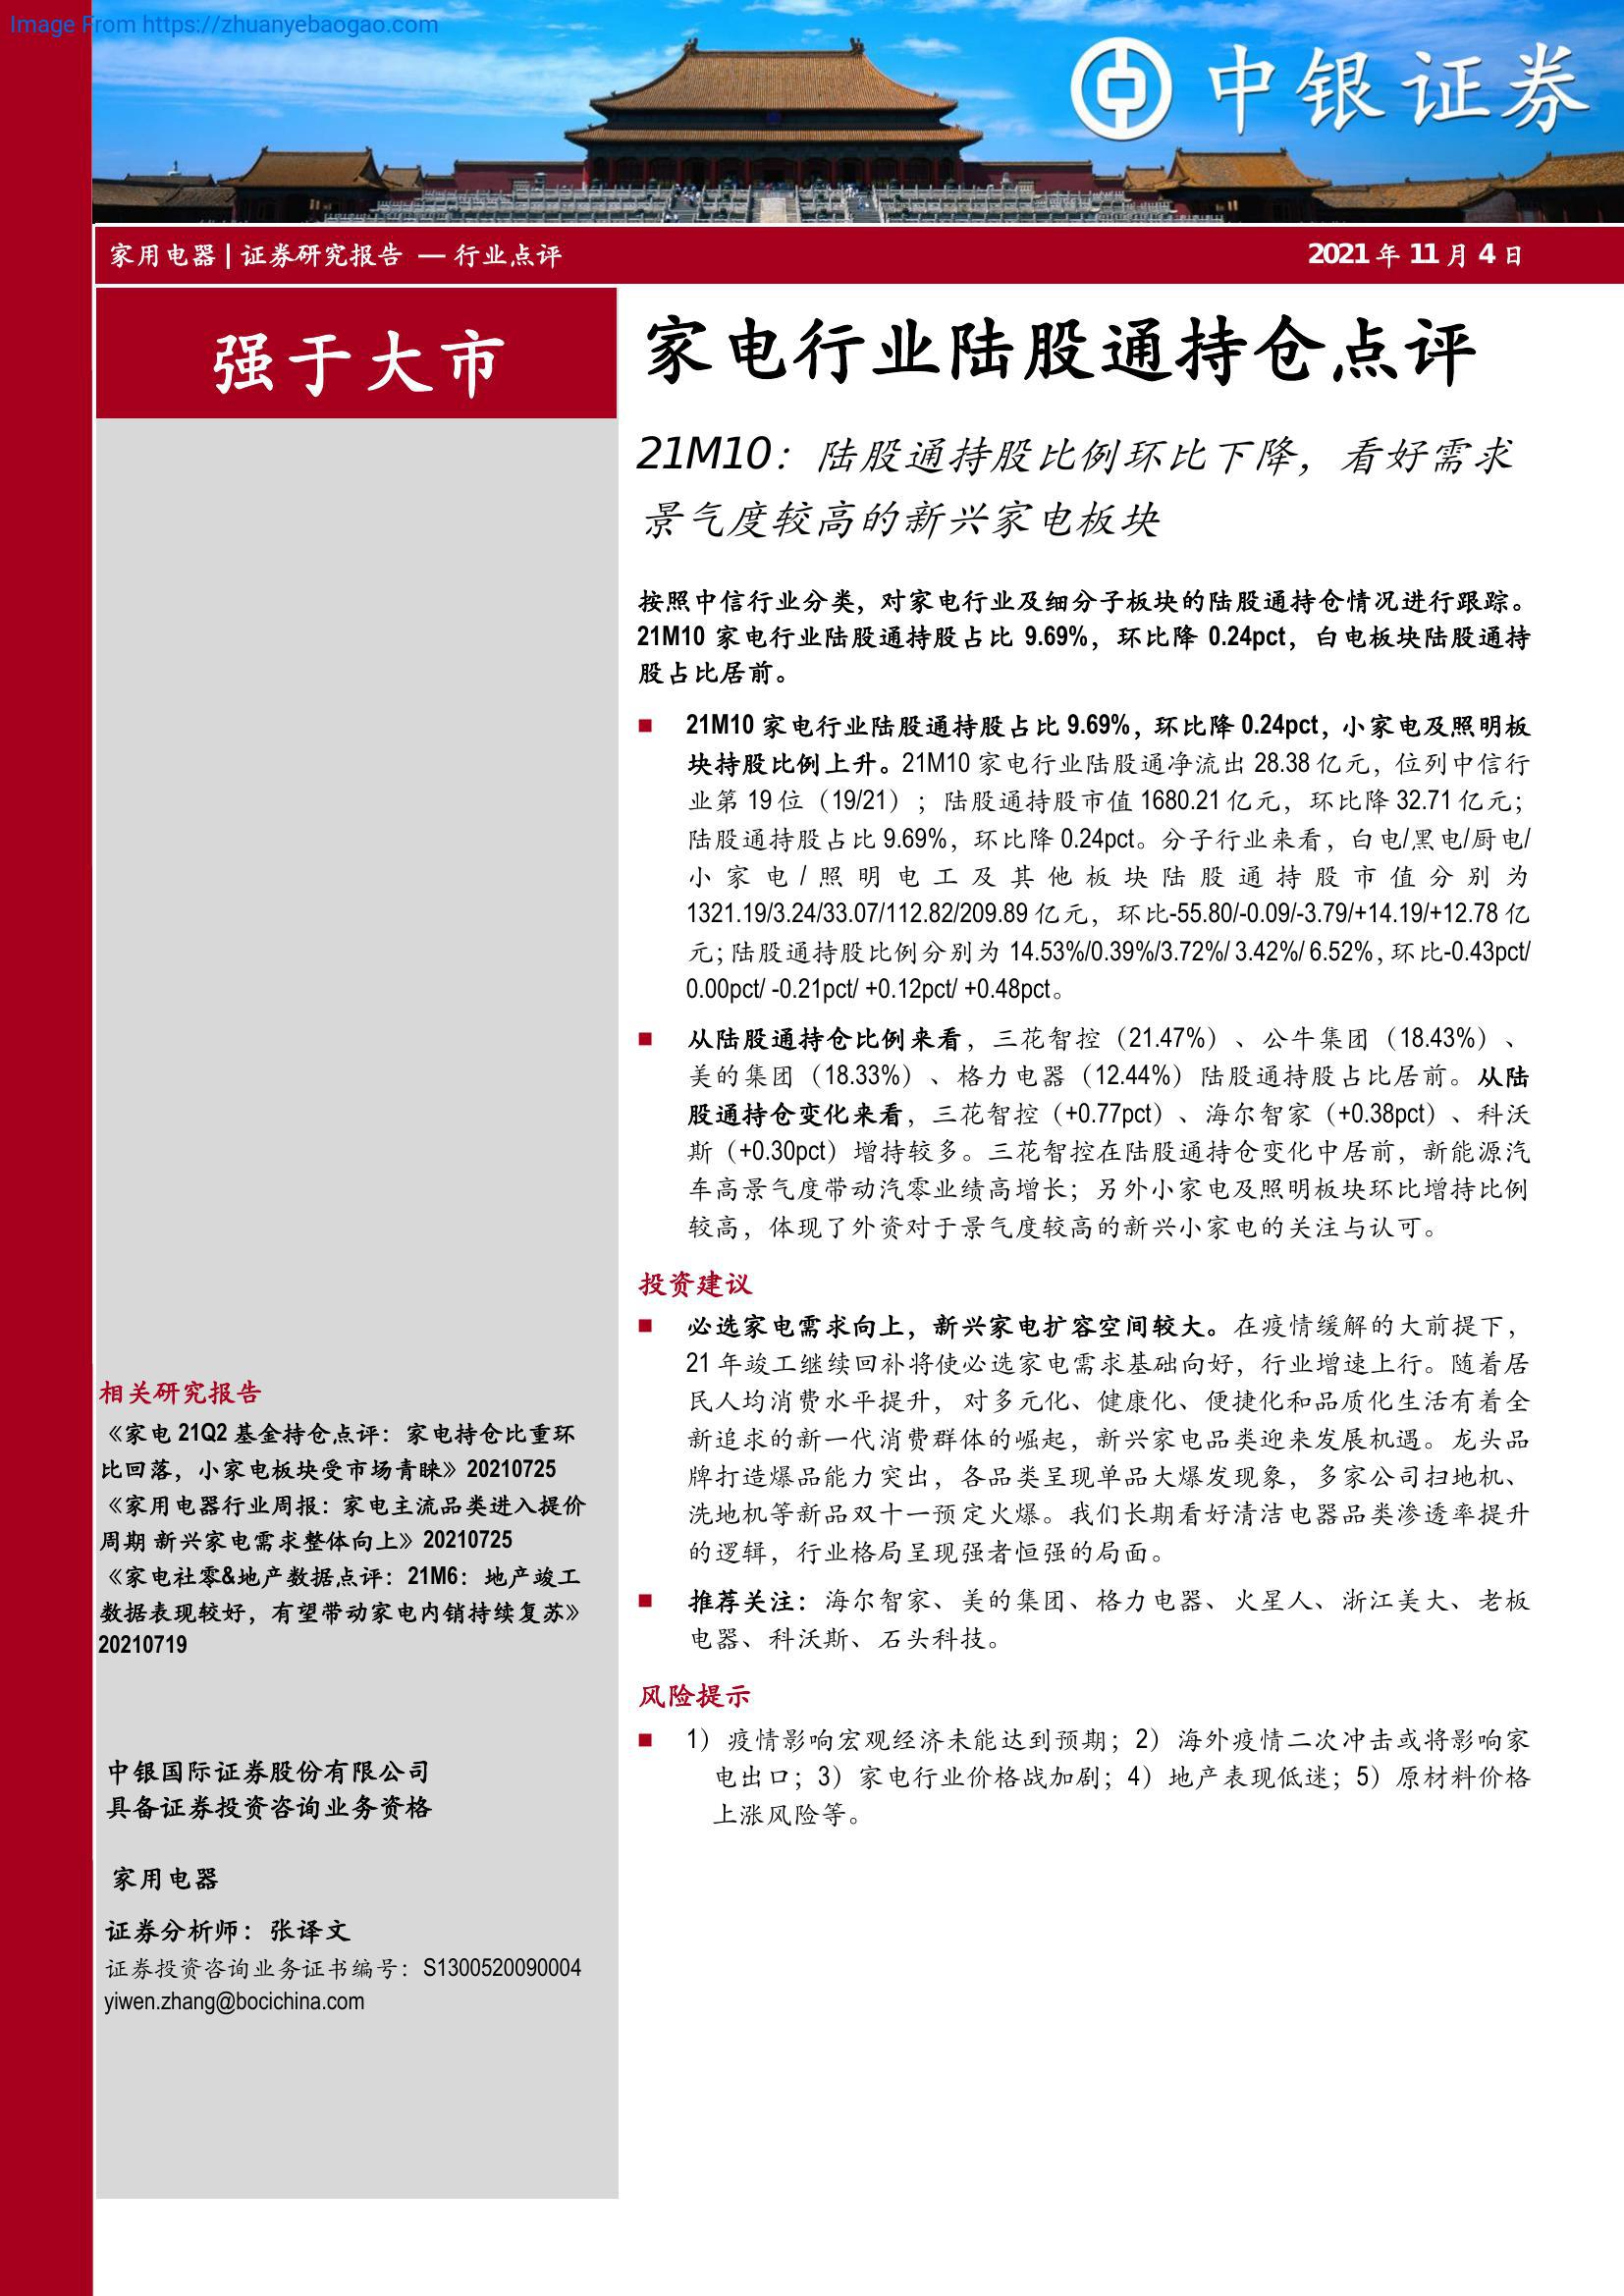 Image From https://zhuanyebaogao.com
中银证券
家用电器 | 证券研究报告 — 行业点评
2021 年 11 月 4 日
强于大市
家电行业陆股通持仓点评
21M10：陆股通持股比例环比下降，看好需求
景气度较高的新兴家电板块
按照中信行业分类，对家电行业及细分子板块的陆股通持仓情况进行跟踪。
21M10 家电行业陆股通持股占比 9.69%，环比降 0.24pct，白电板块陆股通持
股占比居前。
■ 21M10 家电行业陆股通持股占比 9.69%，环比降 0.24pct，小家电及照明板
块持股比例上升。21M10 家电行业陆股通净流出 28.38 亿元，位列中信行
业第 19 位（19/21）；陆股通持股市值 1680.21 亿元，环比降 32.71 亿元；
陆股通持股占比 9.69%，环比降 0.24pct。分子行业来看，白电/黑电/厨电/
小家电/照明电工及其他板块陆股通持股市值分别为
1321.19/3.24/33.07/112.82/209.89 亿元，环比-55.80/-0.09/-3.79/+14.19/+12.78 亿
元；陆股通持股比例分别为 14.53%/0.39%/3.72%/ 3.42%/ 6.52%，环比-0.43pct/
0.00pct/ -0.21pct/ +0.12pct/ +0.48pct。
■ 从陆股通持仓比例来看，三花智控（21.47%）、公牛集团（18.43%）、
美的集团（18.33%）、格力电器（12.44%）陆股通持股占比居前。从陆
股通持仓变化来看，三花智控（+0.77pct）、海尔智家（+0.38pct）、科沃
斯（+0.30pct）增持较多。三花智控在陆股通持仓变化中居前，新能源汽
车高景气度带动汽零业绩高增长；另外小家电及照明板块环比增持比例
较高，体现了外资对于景气度较高的新兴小家电的关注与认可。
投资建议
■ 必选家电需求向上，新兴家电扩容空间较大。在疫情缓解的大前提下，
21 年竣工继续回补将使必选家电需求基础向好，行业增速上行。随着居
民人均消费水平提升，对多元化、健康化、便捷化和品质化生活有着全
新追求的新一代消费群体的崛起，新兴家电品类迎来发展机遇。龙头品
牌打造爆品能力突出，各品类呈现单品大爆发现象，多家公司扫地机、
洗地机等新品双十一预定火爆。我们长期看好清洁电器品类渗透率提升
的逻辑，行业格局呈现强者恒强的局面。
■ 推荐关注：海尔智家、美的集团、格力电器、火星人、浙江美大、老板
电器、科沃斯、石头科技。
风险提示
■ 1）疫情影响宏观经济未能达到预期；2）海外疫情二次冲击或将影响家
电出口；3）家电行业价格战加剧；4）地产表现低迷；5）原材料价格
上涨风险等。
相关研究报告
《家电 21Q2 基金持仓点评：家电持仓比重环
比回落，小家电板块受市场青睐》20210725
《家用电器行业周报：家电主流品类进入提价
周期 新兴家电需求整体向上》20210725
《家电社零&地产数据点评：21M6：地产竣工
数据表现较好，有望带动家电内销持续复苏》
20210719
中银国际证券股份有限公司
具备证券投资咨询业务资格
家用电器
证券分析师：张译文
证券投资咨询业务证书编号：S1300520090004
yiwen.zhang@bocichina.com